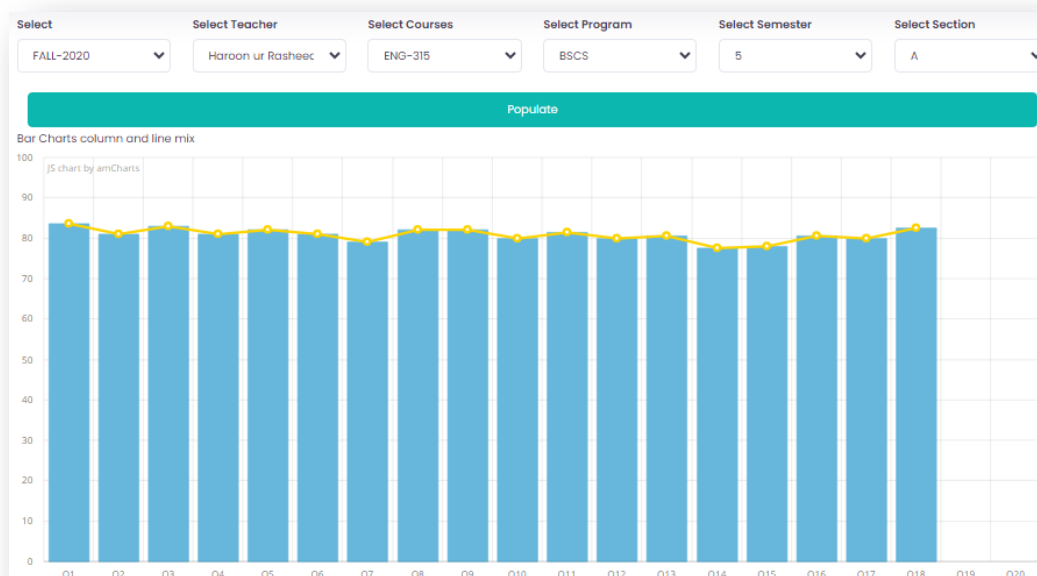 Select Select Teacher Select Courses Select Program Select Semester Select Section
FALL-2020 Haroon ur Rasheed ENG-315 BSCS 5 A
Populate
Bar Charts column and line mix
100
JS chart by amCharts
90
80
70
60
50
40
30
20
10
0
Q1 Q2 Q3 Q4 Q5 Q6 Q7 Q8 Q9 Q10 Q11 Q12 Q13 Q14 Q15 Q16 Q17 Q18 Q19 Q20